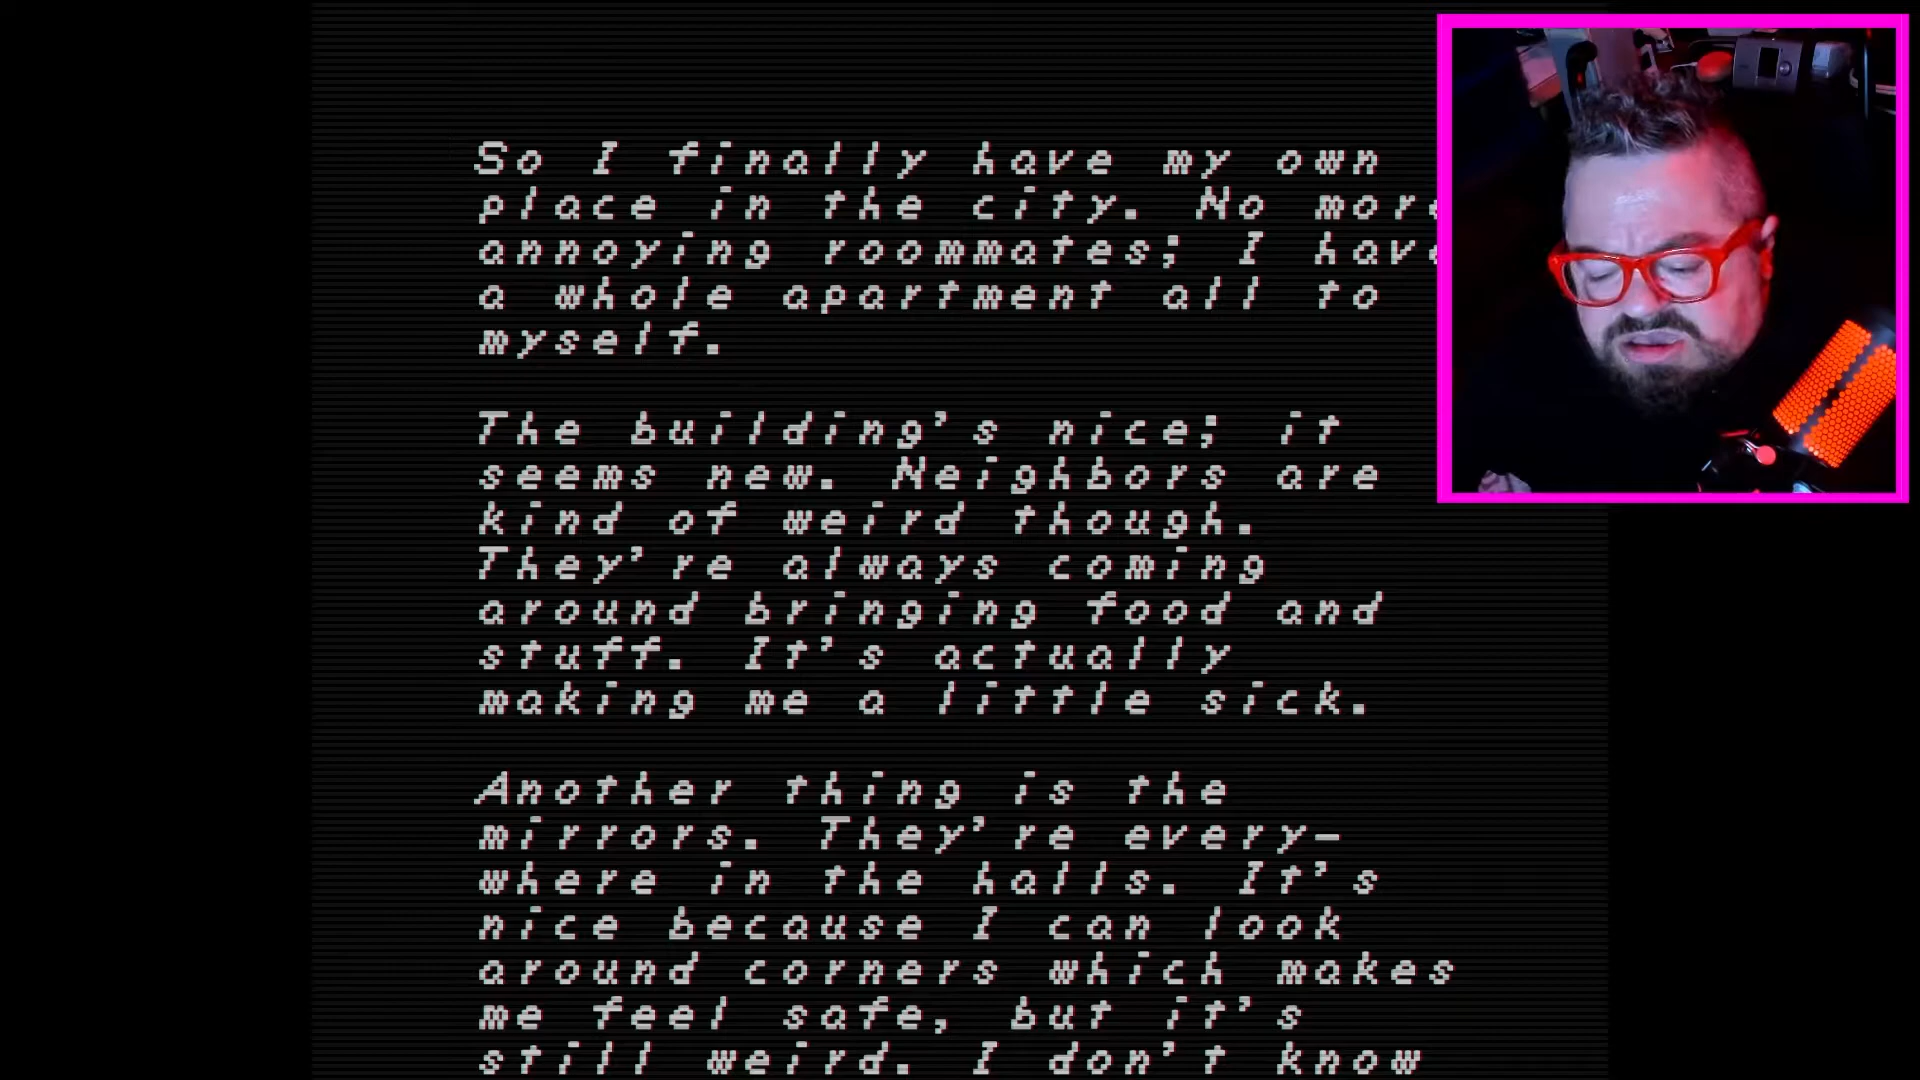 So I finally have my own
place in the city. No more
annoying roommates; I have
a whole apartment all to
myself.
The building's nice; it
seems new. Neighbors are
kind of weird though.
They're always coming
around bringing food and
stuff. It's actually
making me a little sick.
Another thing is the
mirrors. They're every-
where in the halls. It's
nice because I can look
around corners which makes
me feel safe, but it's
still weird. I don't know